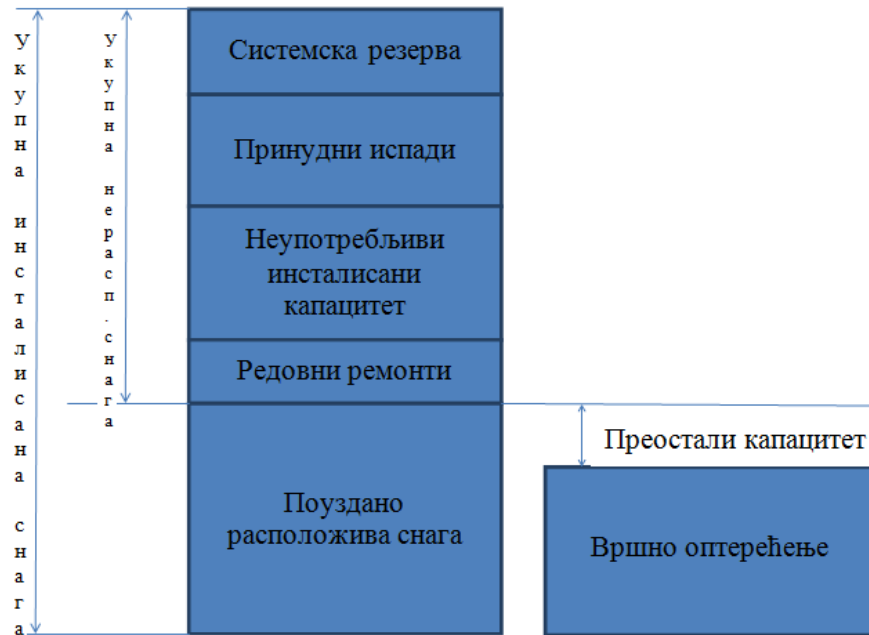 Укупна инсталисана снага
Укупна нерасп.снага
Системска резерва
Принудни испади
Неупотребљиви
инсталисани
капацитет
Редовни ремонти
Поуздано
расположива снага
Преостали капацитет
Вршно оптерећење